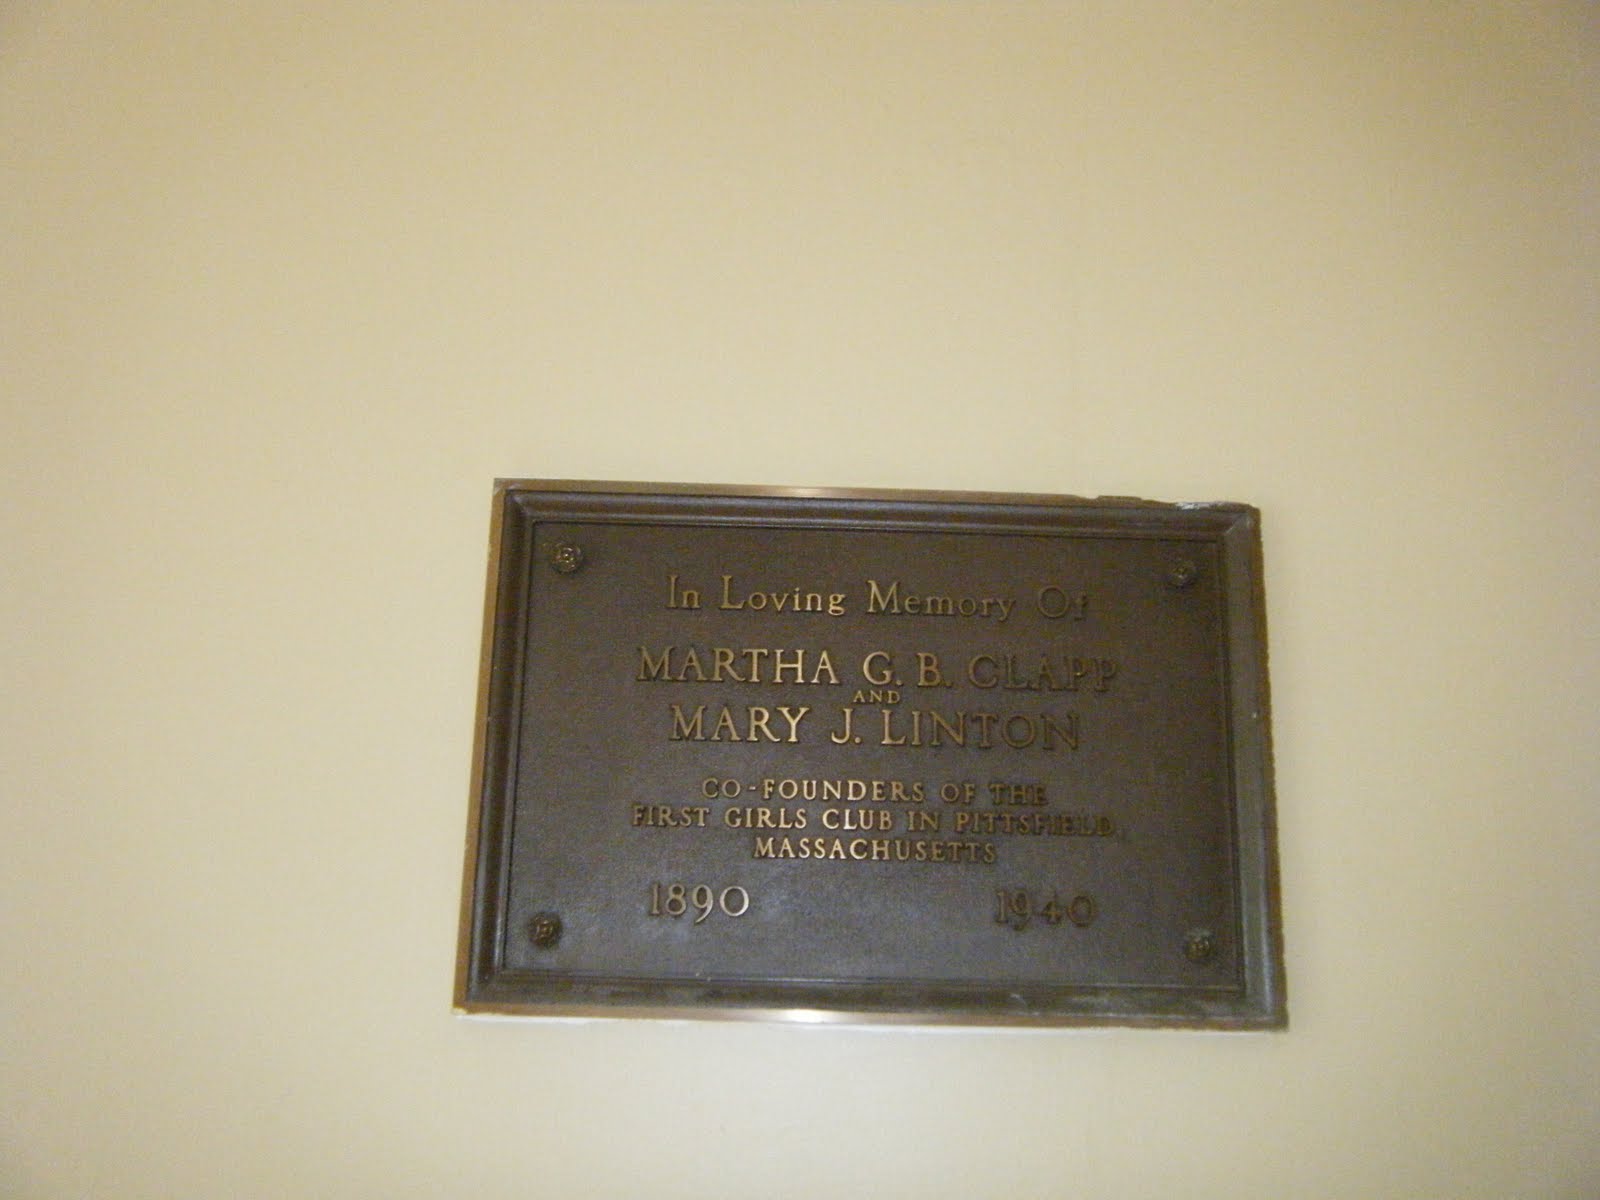 In Loving Memory Of
MARTHA G. B. CLAPP
AND
MARY J. LINTON
CO-FOUNDERS OF THE
FIRST GIRLS CLUB IN PITTSFIELD,
MASSACHUSETTS
1890 1940